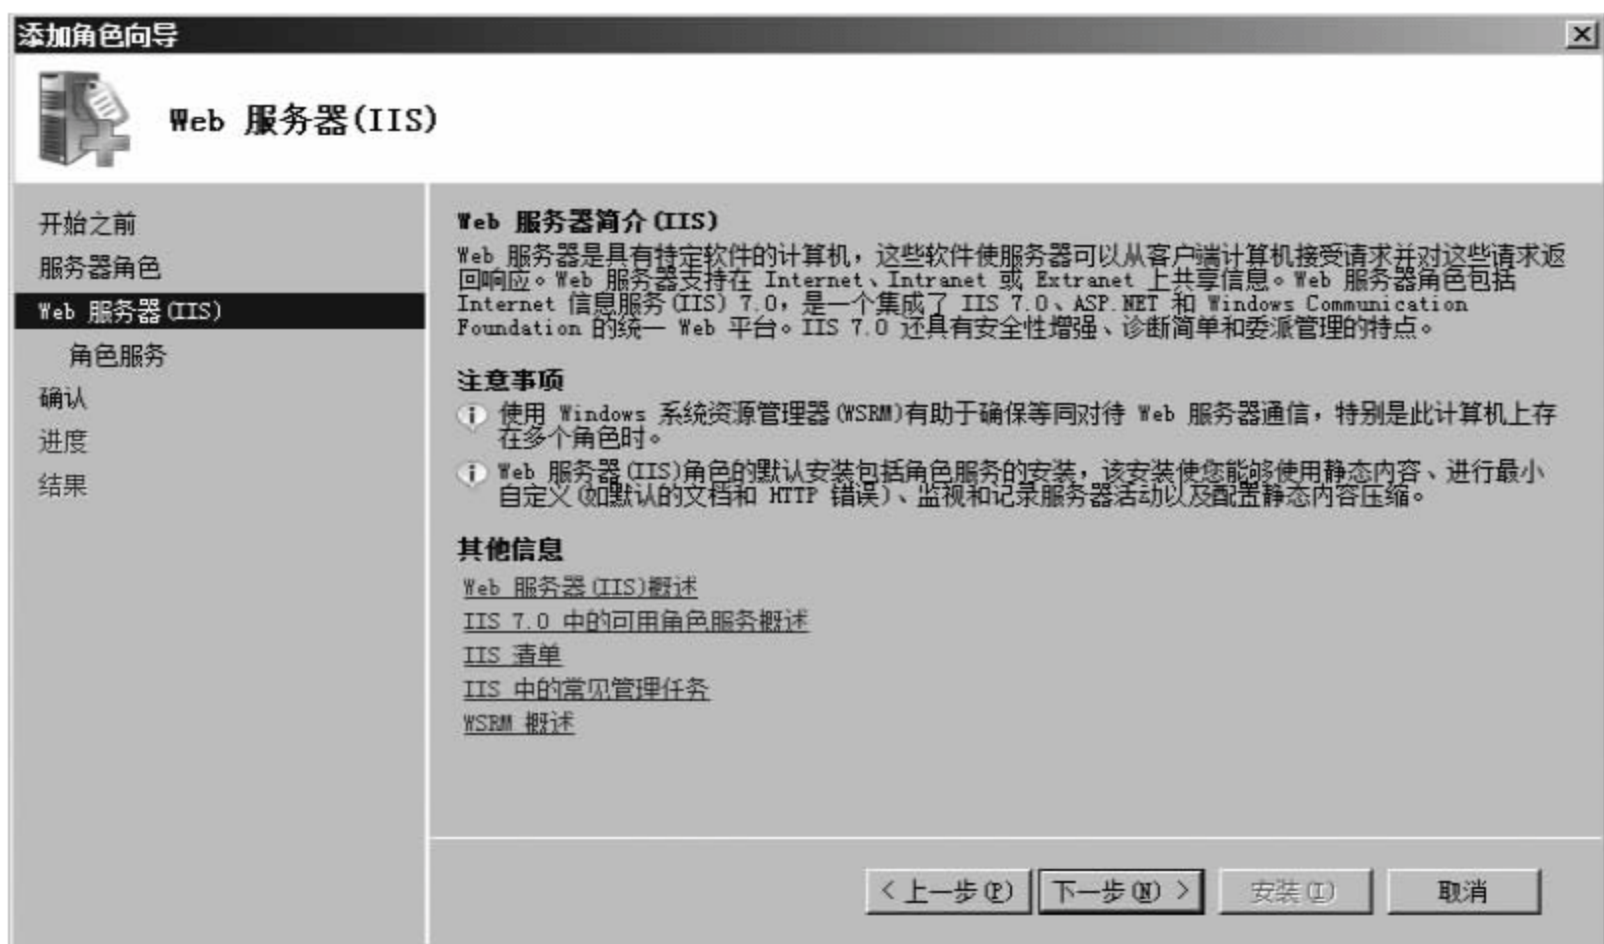 添加角色向导
Web 服务器(IIS)
开始之前
服务器角色
Web 服务器(IIS)
角色服务
确认
进度
结果
Web 服务器简介(IIS)
Web 服务器是具有特定软件的计算机，这些软件使服务器可以从客户端计算机接受请求并对这些请求返
回响应。Web 服务器支持在 Internet、Intranet 或 Extranet 上共享信息。Web 服务器角色包括
Internet 信息服务(IIS) 7.0，是一个集成了 IIS 7.0、ASP.NET 和 Windows Communication
Foundation 的统一 Web 平台。IIS 7.0 还具有安全性增强、诊断简单和委派管理的特点。
注意事项
使用 Windows 系统资源管理器(WSRM)有助于确保等同对待 Web 服务器通信，特别是此计算机上存
在多个角色时。
Web 服务器(IIS)角色的默认安装包括角色服务的安装，该安装使您能够使用静态内容、进行最小
自定义(如默认的文档和 HTTP 错误)、监视和记录服务器活动以及配置静态内容压缩。
其他信息
Web 服务器(IIS)概述
IIS 7.0 中的可用角色服务概述
IIS 清单
IIS 中的常见管理任务
WSRM 概述
< 上一步(P) 下一步(N) > 安装(I) 取消